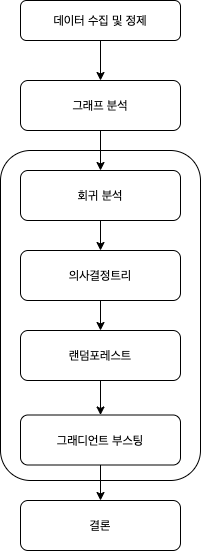 데이터 수집 및 정제
그래프 분석
회귀 분석
의사결정트리
랜덤포레스트
그래디언트 부스팅
결론